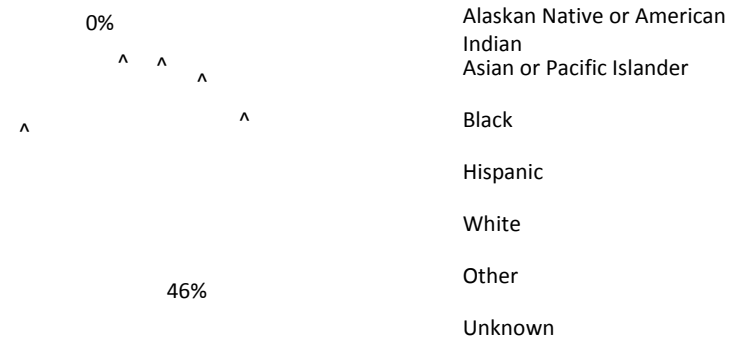 0%
^ ^
^
^
^
46%
Alaskan Native or American
Indian
Asian or Pacific Islander
Black
Hispanic
White
Other
Unknown